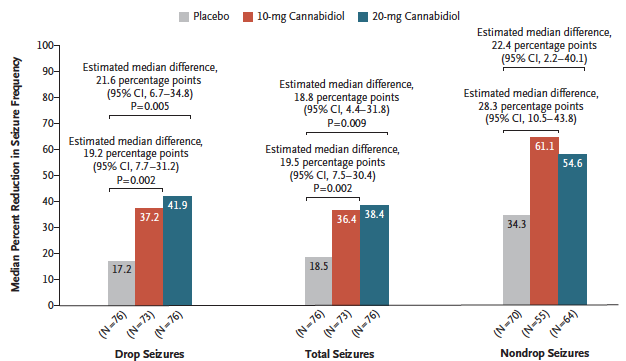 Placebo 10-mg Cannabidiol 20-mg Cannabidiol
Median Percent Reduction in Seizure Frequency
100
90
80
70
60
50
40
30
20
10
0
Estimated median difference,
21.6 percentage points
(95% CI, 6.7–34.8)
P=0.005
Estimated median difference,
19.2 percentage points
(95% CI, 7.7–31.2)
P=0.002
17.2
37.2
41.9
(N=76)
(N=73)
(N=76)
Drop Seizures
Estimated median difference,
18.8 percentage points
(95% CI, 4.4–31.8)
P=0.009
Estimated median difference,
19.5 percentage points
(95% CI, 7.5–30.4)
P=0.002
18.5
36.4
38.4
(N=76)
(N=73)
(N=76)
Total Seizures
Estimated median difference,
22.4 percentage points
(95% CI, 2.2–40.1)
Estimated median difference,
28.3 percentage points
(95% CI, 10.5–43.8)
34.3
61.1
54.6
(N=70)
(N=55)
(N=64)
Nondrop Seizures